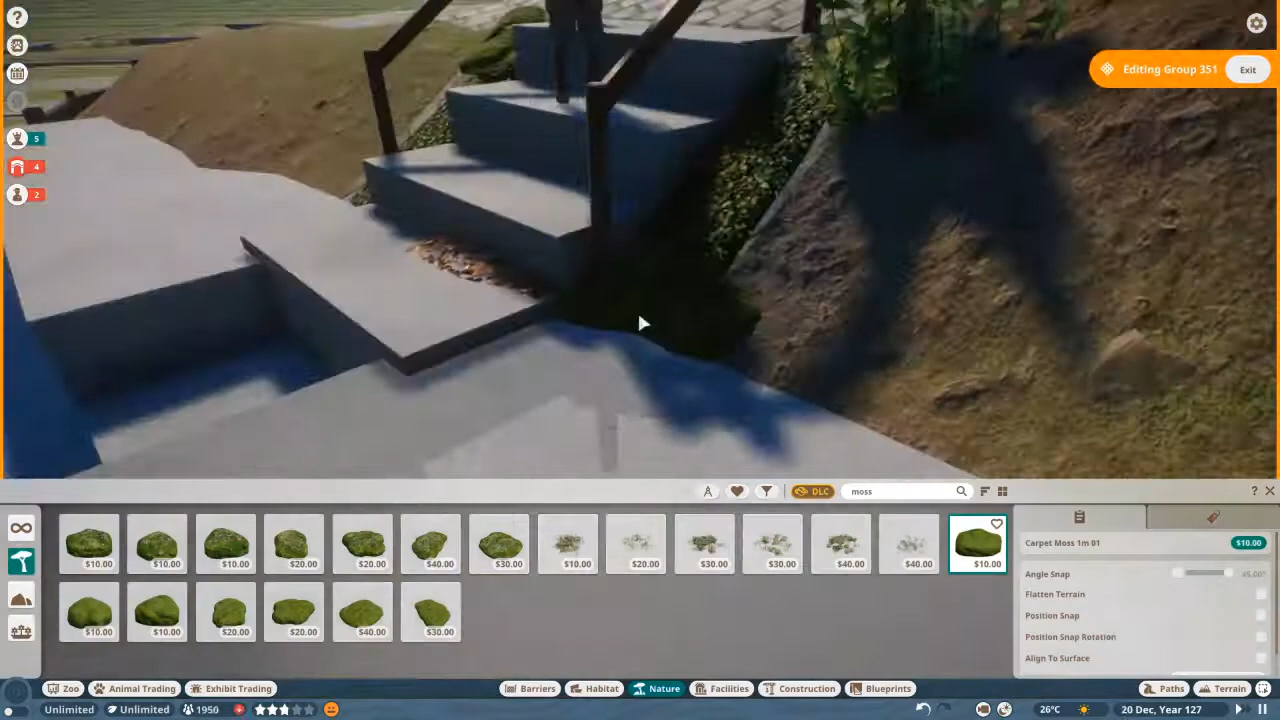 ?
Editing Group 351
Exit
5
4
2
DLC
moss
?
$10.00
$10.00
$10.00
$20.00
$20.00
$40.00
$30.00
$10.00
$20.00
$30.00
$30.00
$40.00
$40.00
$10.00
$10.00
$10.00
$20.00
$20.00
$40.00
$30.00
Carpet Moss 1m 01
$10.00
Angle Snap
45.00°
Flatten Terrain
Position Snap
Position Snap Rotation
Align To Surface
Zoo
Animal Trading
Exhibit Trading
Barriers
Habitat
Nature
Facilities
Construction
Blueprints
Paths
Terrain
Unlimited
Unlimited
1950
26°C
20 Dec, Year 127